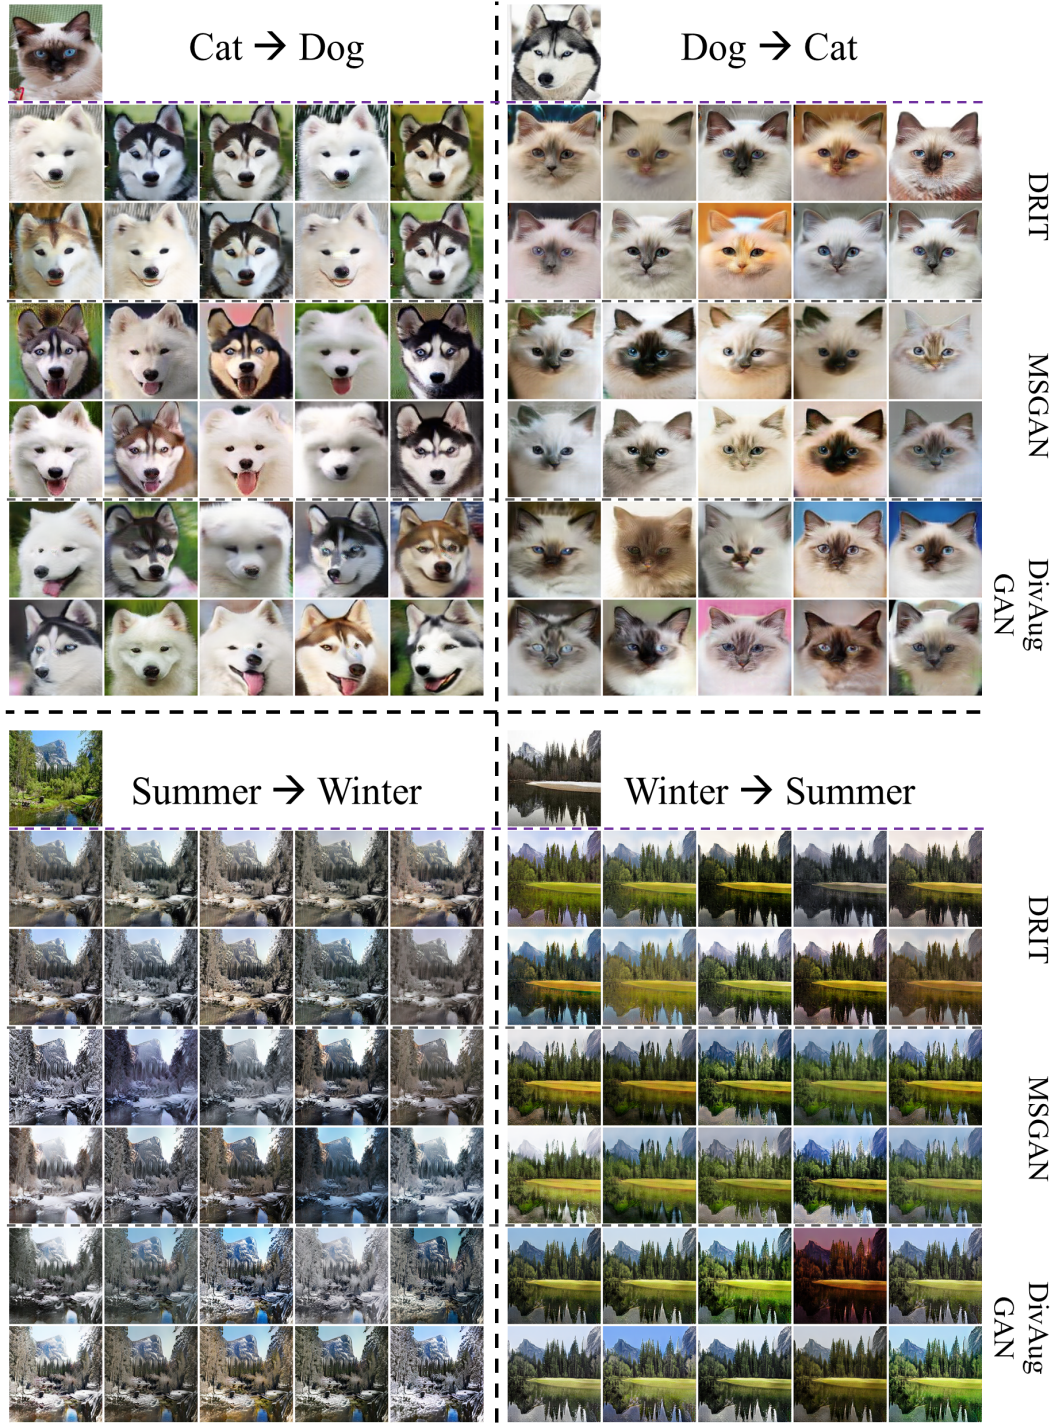 Cat → Dog
Dog → Cat
DRIT
MSGAN
DivAug
GAN
Summer → Winter
Winter → Summer
DRIT
MSGAN
DivAug
GAN